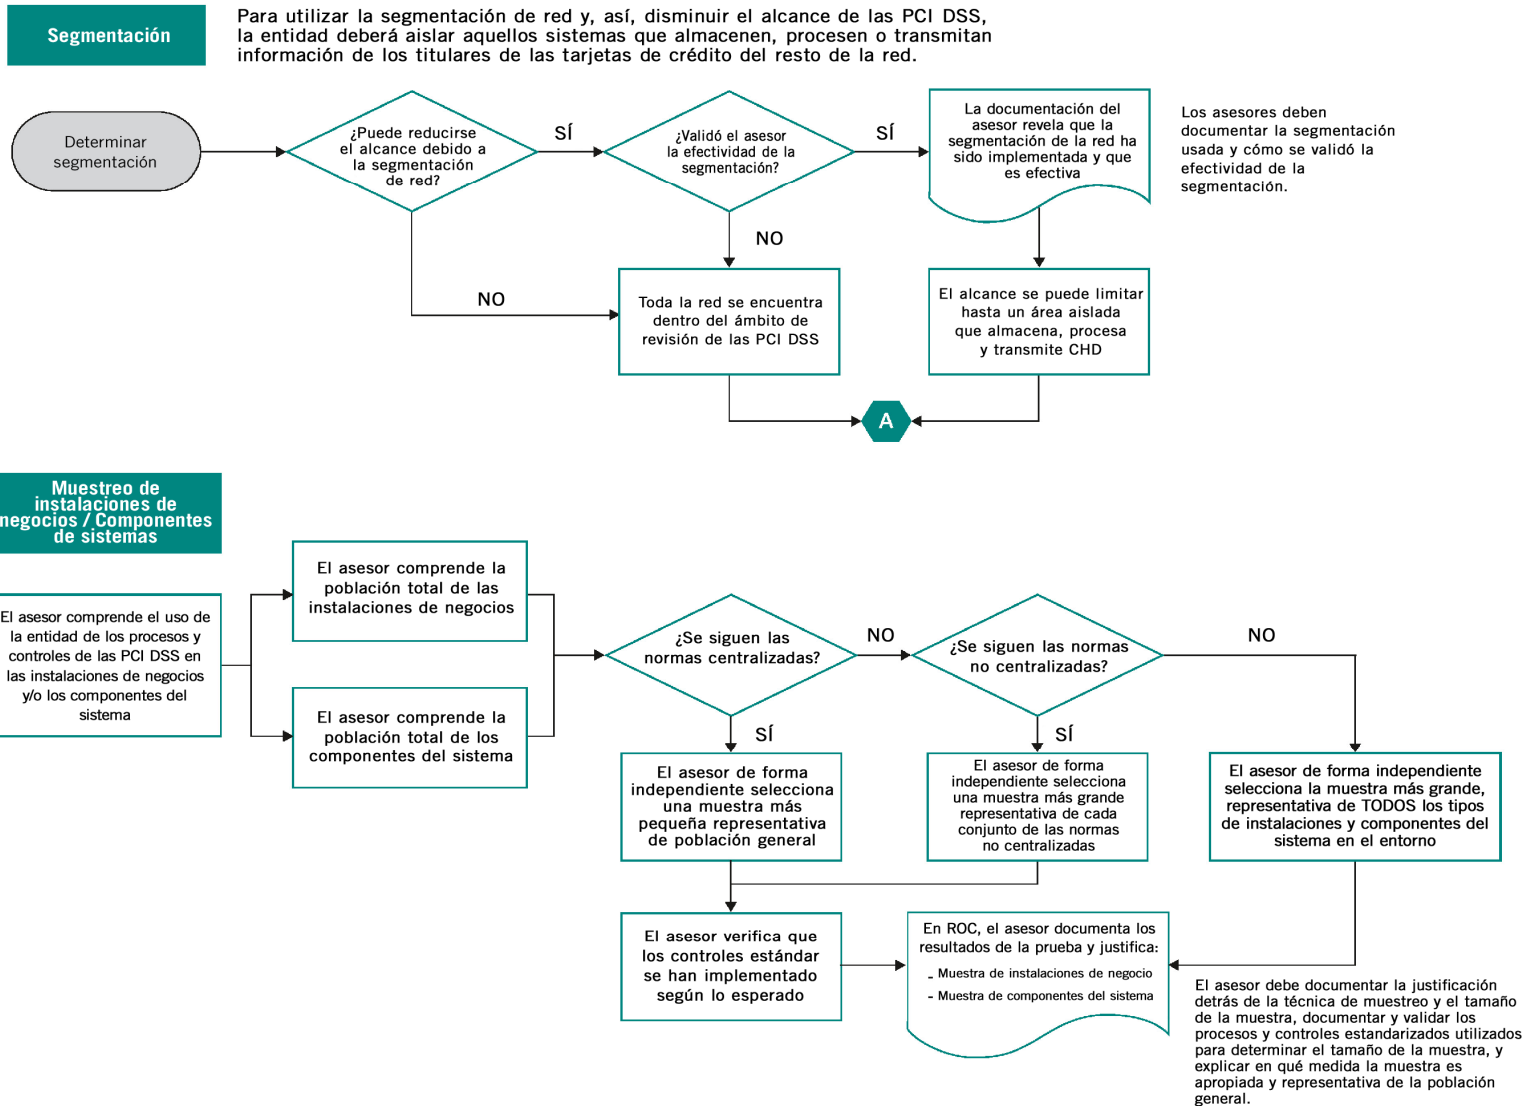 Segmentación
Para utilizar la segmentación de red y, así, disminuir el alcance de las PCI DSS,
la entidad deberá aislar aquellos sistemas que almacenen, procesen o transmitan
información de los titulares de las tarjetas de crédito del resto de la red.
Determinar
segmentación
¿Puede reducirse
el alcance debido a
la segmentación
de red?
SÍ
¿Validó el asesor
la efectividad de la
segmentación?
SÍ
La documentación del
asesor revela que la
segmentación de la red ha
sido implementada y que
es efectiva
Los asesores deben
documentar la segmentación
usada y cómo se validó la
efectividad de la
segmentación.
NO
NO
Toda la red se encuentra
dentro del ámbito de
revisión de las PCI DSS
El alcance se puede limitar
hasta un área aislada
que almacena, procesa
y transmite CHD
A
Muestreo de
instalaciones de
negocios / Componentes
de sistemas
El asesor comprende el uso de
la entidad de los procesos y
controles de las PCI DSS en
las instalaciones de negocios
y/o los componentes del
sistema
El asesor comprende la
población total de las
instalaciones de negocios
El asesor comprende la
población total de los
componentes del sistema
¿Se siguen las
normas centralizadas?
NO
¿Se siguen las normas
no centralizadas?
NO
SÍ
SÍ
El asesor de forma
independiente selecciona
una muestra más
pequeña representativa
de población general
El asesor de forma
independiente selecciona
una muestra más grande
representativa de cada
conjunto de las normas
no centralizadas
El asesor de forma independiente
selecciona la muestra más grande,
representativa de TODOS los tipos
de instalaciones y componentes del
sistema en el entorno
El asesor verifica que
los controles estándar
se han implementado
según lo esperado
En ROC, el asesor documenta los
resultados de la prueba y justifica:
- Muestra de instalaciones de negocio
- Muestra de componentes del sistema
El asesor debe documentar la justificación
detrás de la técnica de muestreo y el tamaño
de la muestra, documentar y validar los
procesos y controles estandarizados utilizados
para determinar el tamaño de la muestra, y
explicar en qué medida la muestra es
apropiada y representativa de la población
general.